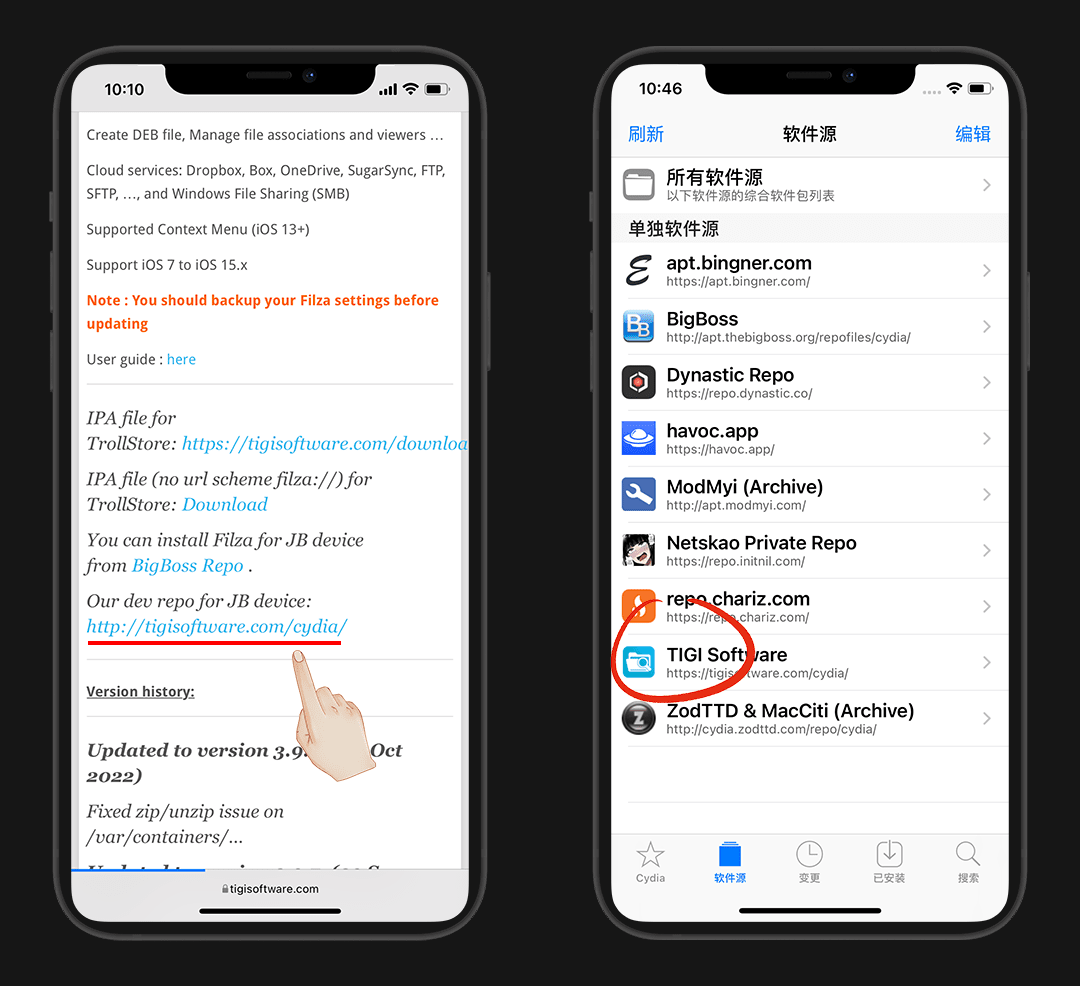 10:10
Create DEB file, Manage file associations and viewers …
Cloud services: Dropbox, Box, OneDrive, SugarSync, FTP,
SFTP, …, and Windows File Sharing (SMB)
Supported Context Menu (iOS 13+)
Support iOS 7 to iOS 15.x
Note : You should backup your Filza settings before
updating
User guide : here
IPA file for
TrollStore: https://tigisoftware.com/downloa
IPA file (no url scheme filza://) for
TrollStore: Download
You can install Filza for JB device
from BigBoss Repo .
Our dev repo for JB device:
http://tigisoftware.com/cydia/
Version history:
Updated to version 3.9. Oct
2022)
Fixed zip/unzip issue on
/var/containers/...
tigisoftware.com
10:46
刷新
软件源
编辑
所有软件源
以下软件源的综合软件包列表
单独软件源
apt.bingner.com
https://apt.bingner.com/
BB
BigBoss
http://apt.thebigboss.org/repofiles/cydia/
Dynastic Repo
https://repo.dynastic.co/
havoc.app
https://havoc.app/
ModMyi (Archive)
http://apt.modmyi.com/
Netskao Private Repo
https://repo.initnil.com/
repo.chariz.com
https://repo.chariz.com/
TIGI Software
https://tigisoftware.com/cydia/
Z
ZodTTD & MacCiti (Archive)
http://cydia.zodttd.com/repo/cydia/
Cydia
软件源
变更
已安装
搜索